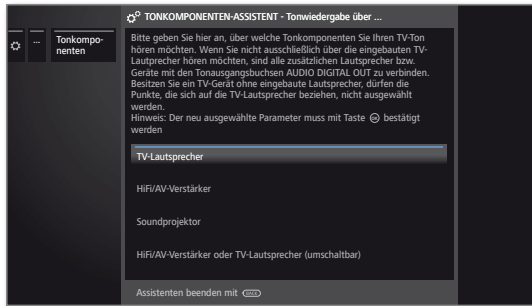 TONKOMPONENTEN-ASSISTENT - Tonwiedergabe über ...
...
Tonkompo-
nenten
Bitte geben Sie hier an, über welche Tonkomponenten Sie Ihren TV-Ton
hören möchten. Wenn Sie nicht ausschließlich über die eingebauten TV-
Lautprecher hören möchten, sind alle zusätzlichen Lautsprecher bzw.
Geräte mit den Tonausgangsbuchsen AUDIO DIGITAL OUT zu verbinden.
Besitzen Sie ein TV-Gerät ohne eingebaute Lautsprecher, dürfen die
Punkte, die sich auf die TV-Lautsprecher beziehen, nicht ausgewählt
werden.
Hinweis: Der neu ausgewählte Parameter muss mit Taste OK bestätigt
werden
TV-Lautsprecher
HiFi/AV-Verstärker
Soundprojektor
HiFi/AV-Verstärker oder TV-Lautsprecher (umschaltbar)
Assistenten beenden mit BACK